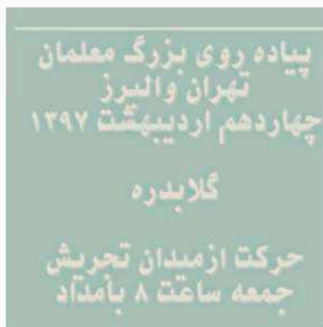 پیاده روی بزرگ معلمان
تهران والبرز
چهاردهم اردیبهشت ۱۳۹۷
گلابدره
حرکت ازمیدان تجریش
جمعه ساعت ۸ بامداد